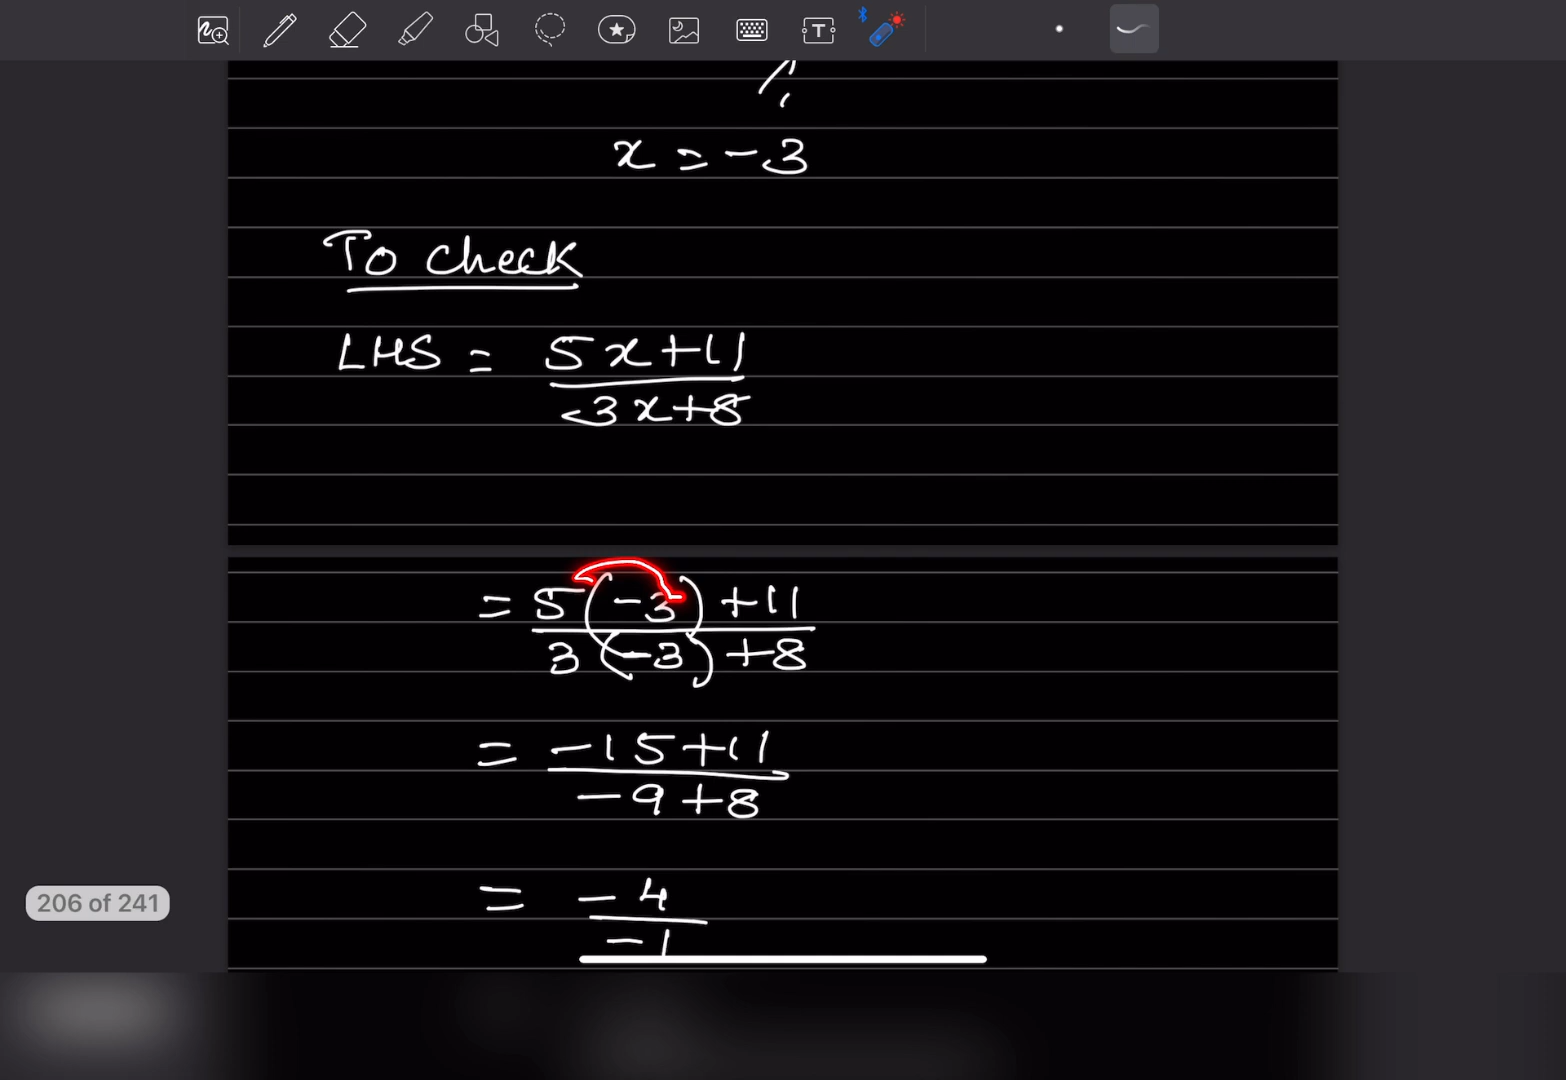 T
x = -3
To check
LHS = 5x+11
3x+8
= 5(-3) +11
3(-3) +8
= -15+11
-9+8
= -4
-1
206 of 241